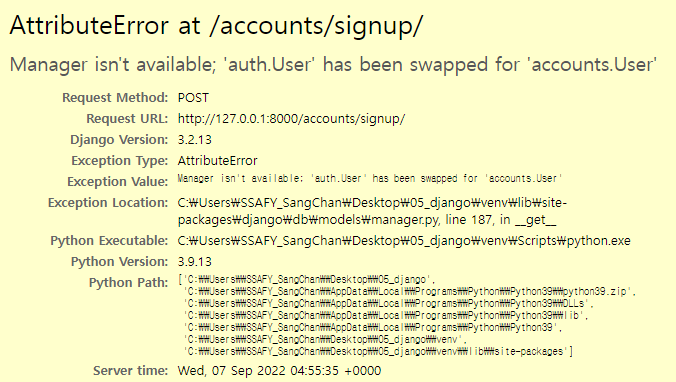 AttributeError at /accounts/signup/
Manager isn't available; 'auth.User' has been swapped for 'accounts.User'
Request Method: POST
Request URL: http://127.0.0.1:8000/accounts/signup/
Django Version: 3.2.13
Exception Type: AttributeError
Exception Value: Manager isn't available; 'auth.User' has been swapped for 'accounts.User'
Exception Location: C:₩Users₩SSAFY_SangChan₩Desktop₩05_django₩venv₩lib₩site-
packages₩django₩db₩models₩manager.py, line 187, in __get__
Python Executable: C:₩Users₩SSAFY_SangChan₩Desktop₩05_django₩venv₩Scripts₩python.exe
Python Version: 3.9.13
Python Path: ['C:₩₩Users₩₩SSAFY_SangChan₩₩Desktop₩₩05_django',
'C:₩₩Users₩₩SSAFY_SangChan₩₩AppData₩₩Local₩₩Programs₩₩Python₩₩Python39₩₩python39.zip',
'C:₩₩Users₩₩SSAFY_SangChan₩₩AppData₩₩Local₩₩Programs₩₩Python₩₩Python39₩₩DLLs',
'C:₩₩Users₩₩SSAFY_SangChan₩₩AppData₩₩Local₩₩Programs₩₩Python₩₩Python39₩₩lib',
'C:₩₩Users₩₩SSAFY_SangChan₩₩AppData₩₩Local₩₩Programs₩₩Python₩₩Python39',
'C:₩₩Users₩₩SSAFY_SangChan₩₩Desktop₩₩05_django₩₩venv',
'C:₩₩Users₩₩SSAFY_SangChan₩₩Desktop₩₩05_django₩₩venv₩₩lib₩₩site-packages']
Server time: Wed, 07 Sep 2022 04:55:35 +0000